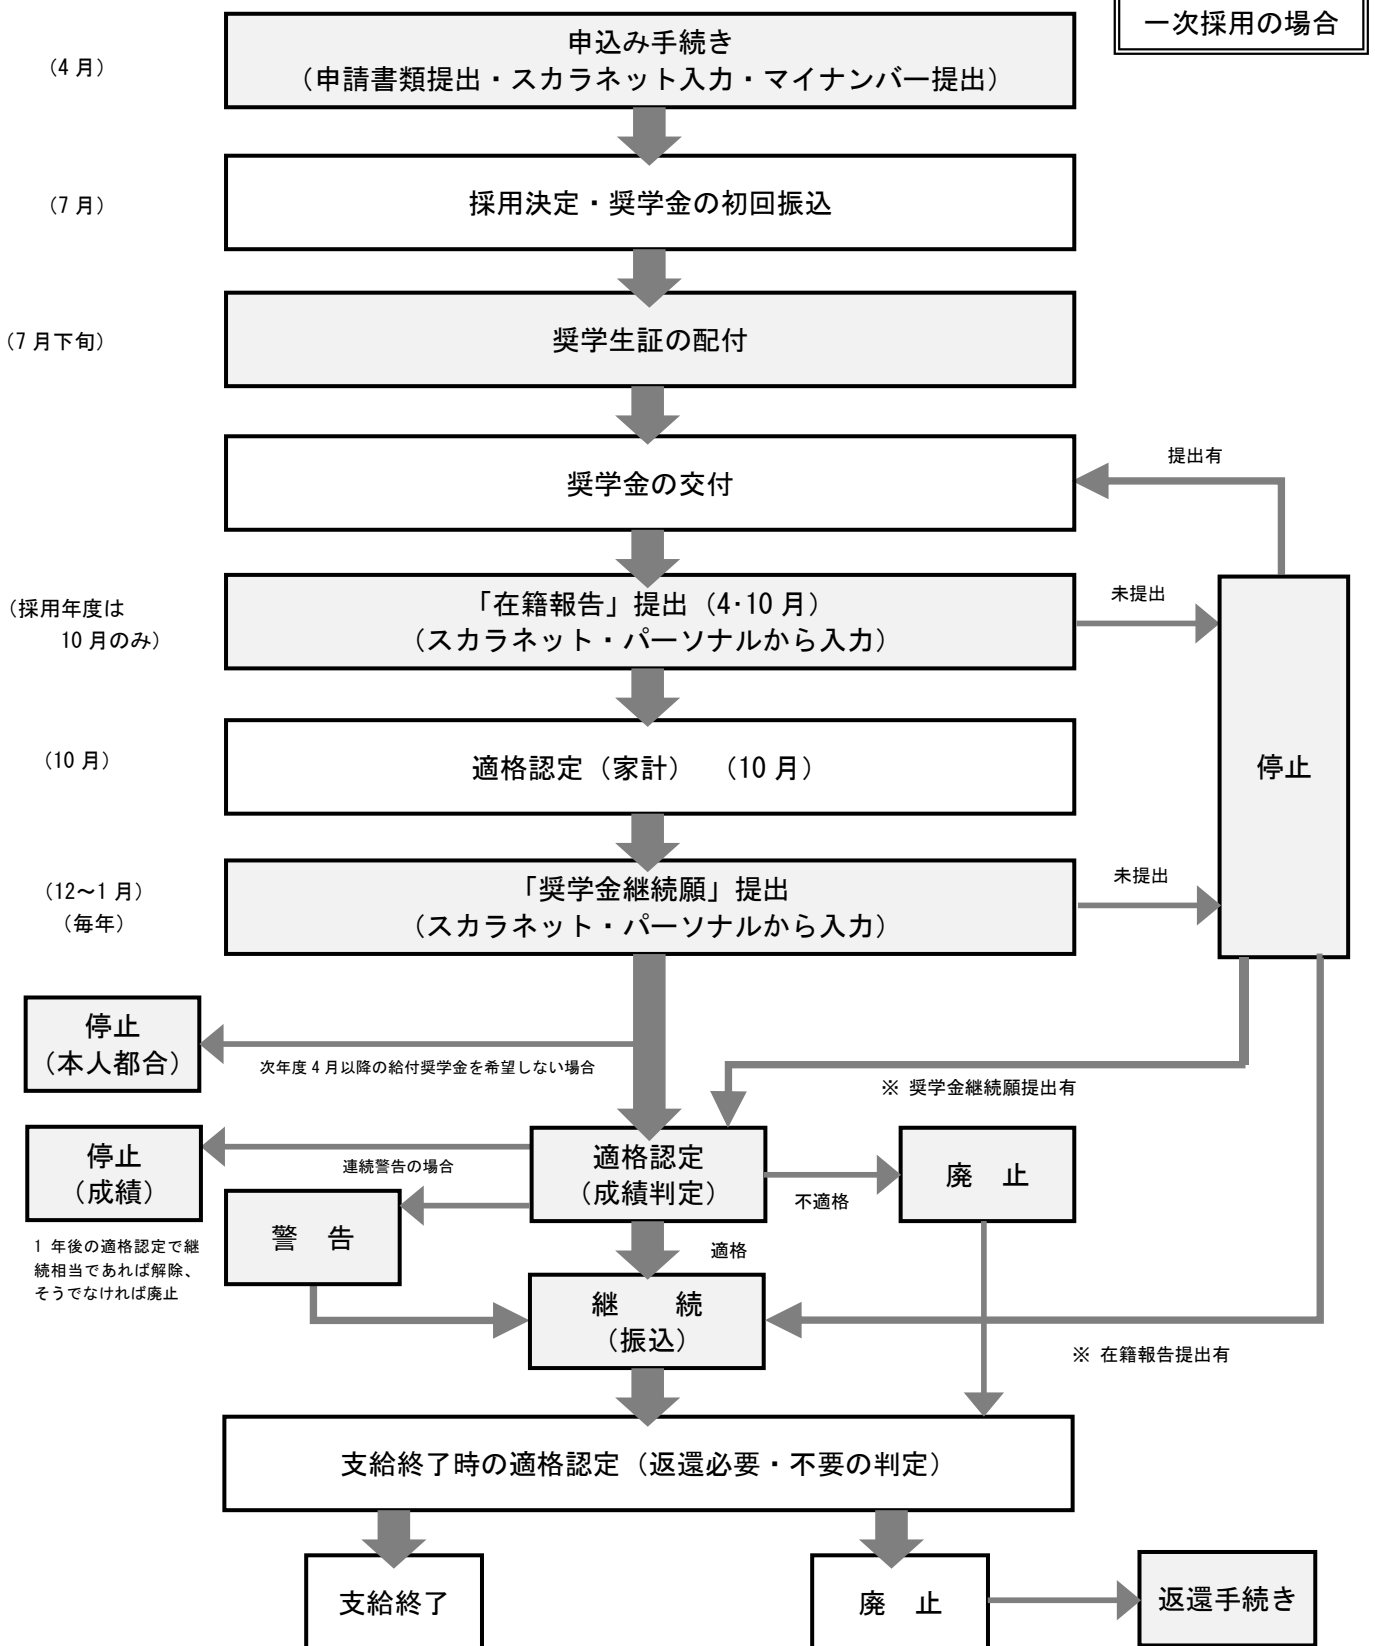 一次採用の場合
（4月）
申込み手続き
（申請書類提出・スカラネット入力・マイナンバー提出）
（7月）
採用決定・奨学金の初回振込
（7月下旬）
奨学生証の配付
奨学金の交付
提出有
（採用年度は
10月のみ）
「在籍報告」提出（4･10月）
（スカラネット・パーソナルから入力）
未提出
停止
（10月）
適格認定（家計）　（10月）
（12～1月）
（毎年）
「奨学金継続願」提出
（スカラネット・パーソナルから入力）
未提出
停止
（本人都合）
次年度4月以降の給付奨学金を希望しない場合
※ 奨学金継続願提出有
停止
（成績）
連続警告の場合
適格認定
（成績判定）
不適格
廃　止
1 年後の適格認定で継
続相当であれば解除、
そうでなければ廃止
警　告
適格
継　　続
（振込）
※ 在籍報告提出有
支給終了時の適格認定（返還必要・不要の判定）
支給終了
廃　止
返還手続き